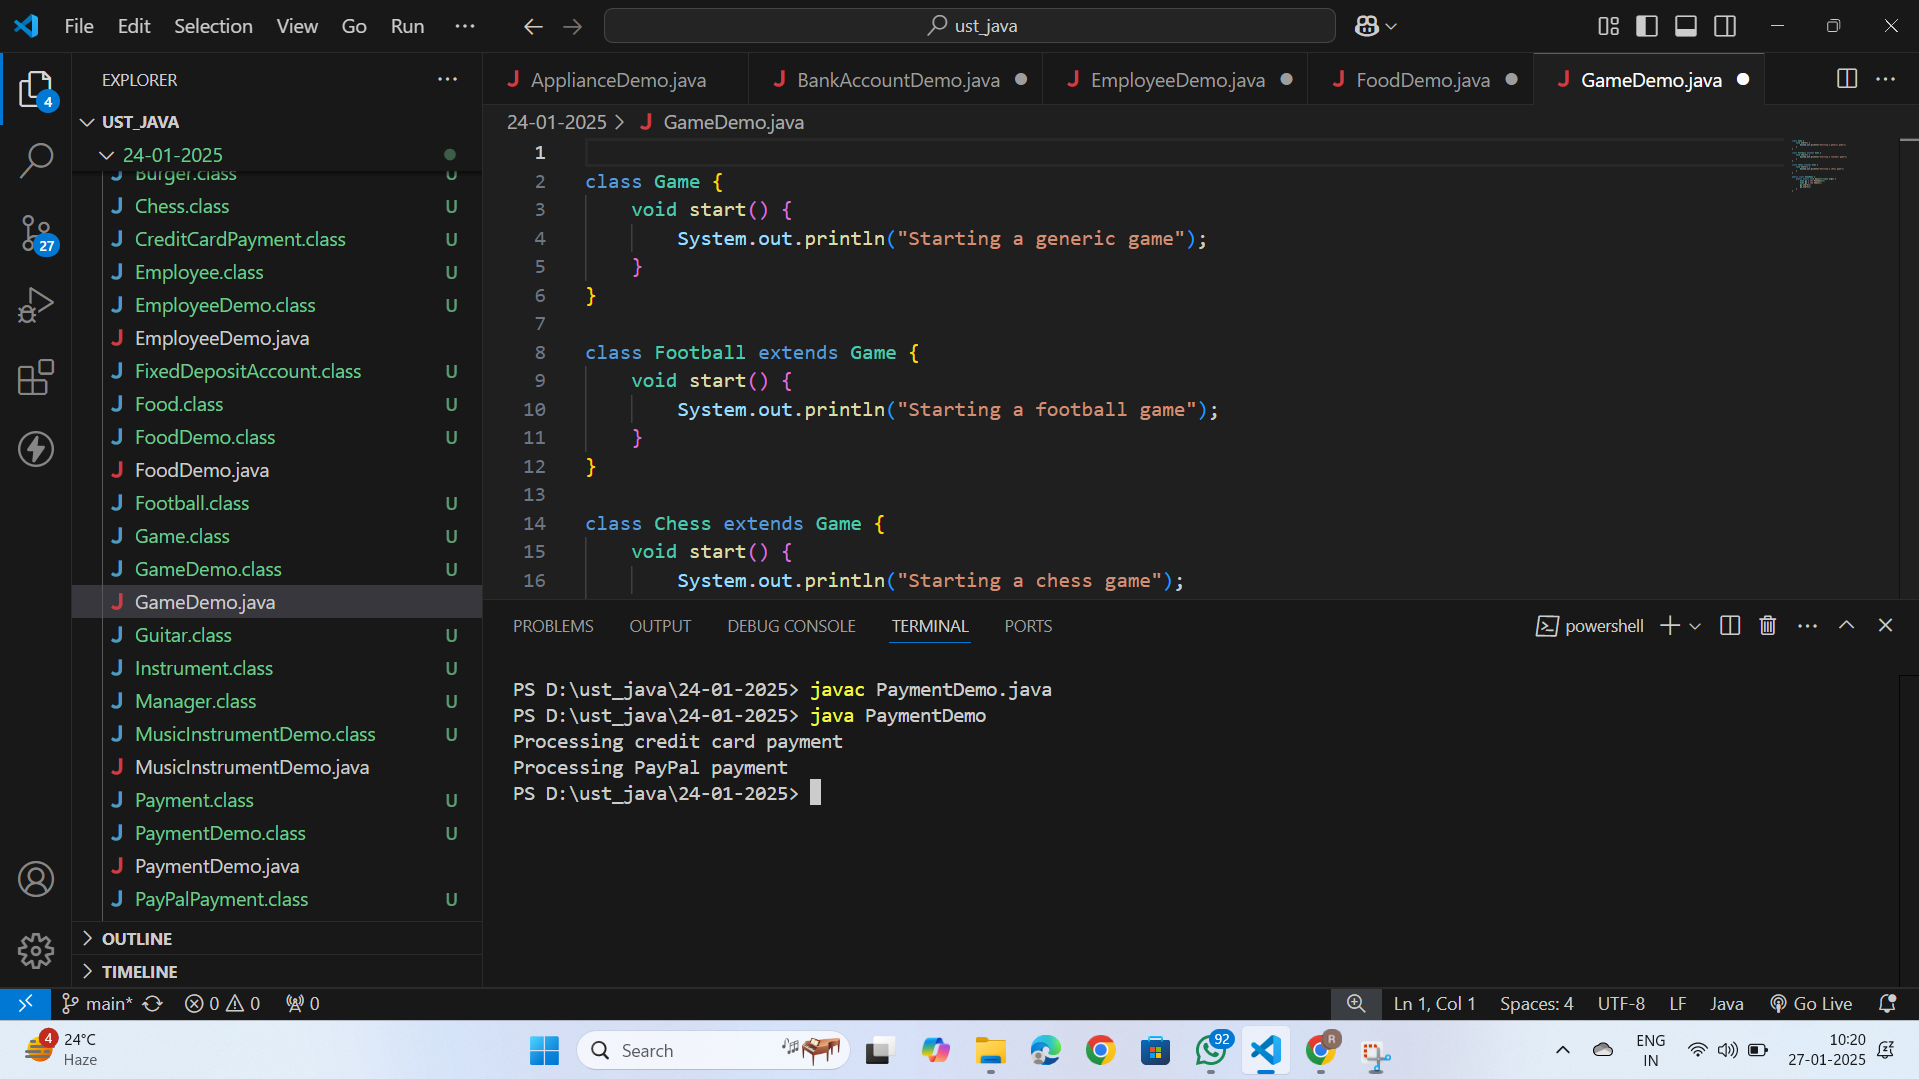 File Edit Selection View Go Run ust_java
EXPLORER
4
UST_JAVA
24-01-2025
Burger.class U
Chess.class U
CreditCardPayment.class U
27
Employee.class U
EmployeeDemo.class U
EmployeeDemo.java
FixedDepositAccount.class U
Food.class U
FoodDemo.class U
FoodDemo.java
Football.class U
Game.class U
GameDemo.class U
GameDemo.java
Guitar.class U
Instrument.class U
Manager.class U
MusicInstrumentDemo.class U
MusicInstrumentDemo.java
Payment.class U
PaymentDemo.class U
PaymentDemo.java
PayPalPayment.class U
OUTLINE
TIMELINE
ApplianceDemo.java BankAccountDemo.java EmployeeDemo.java FoodDemo.java GameDemo.java
24-01-2025 > GameDemo.java
1
2 class Game {
3 void start() {
4 System.out.println("Starting a generic game");
5 }
6 }
7
8 class Football extends Game {
9 void start() {
10 System.out.println("Starting a football game");
11 }
12 }
13
14 class Chess extends Game {
15 void start() {
16 System.out.println("Starting a chess game");
PROBLEMS OUTPUT DEBUG CONSOLE TERMINAL PORTS powershell
PS D:\ust_java\24-01-2025> javac PaymentDemo.java
PS D:\ust_java\24-01-2025> java PaymentDemo
Processing credit card payment
Processing PayPal payment
PS D:\ust_java\24-01-2025>
main* 0 0 0 Ln 1, Col 1 Spaces: 4 UTF-8 LF Java Go Live
4 24°C
Haze
Search
92
R
ENG
IN
10:20
27-01-2025